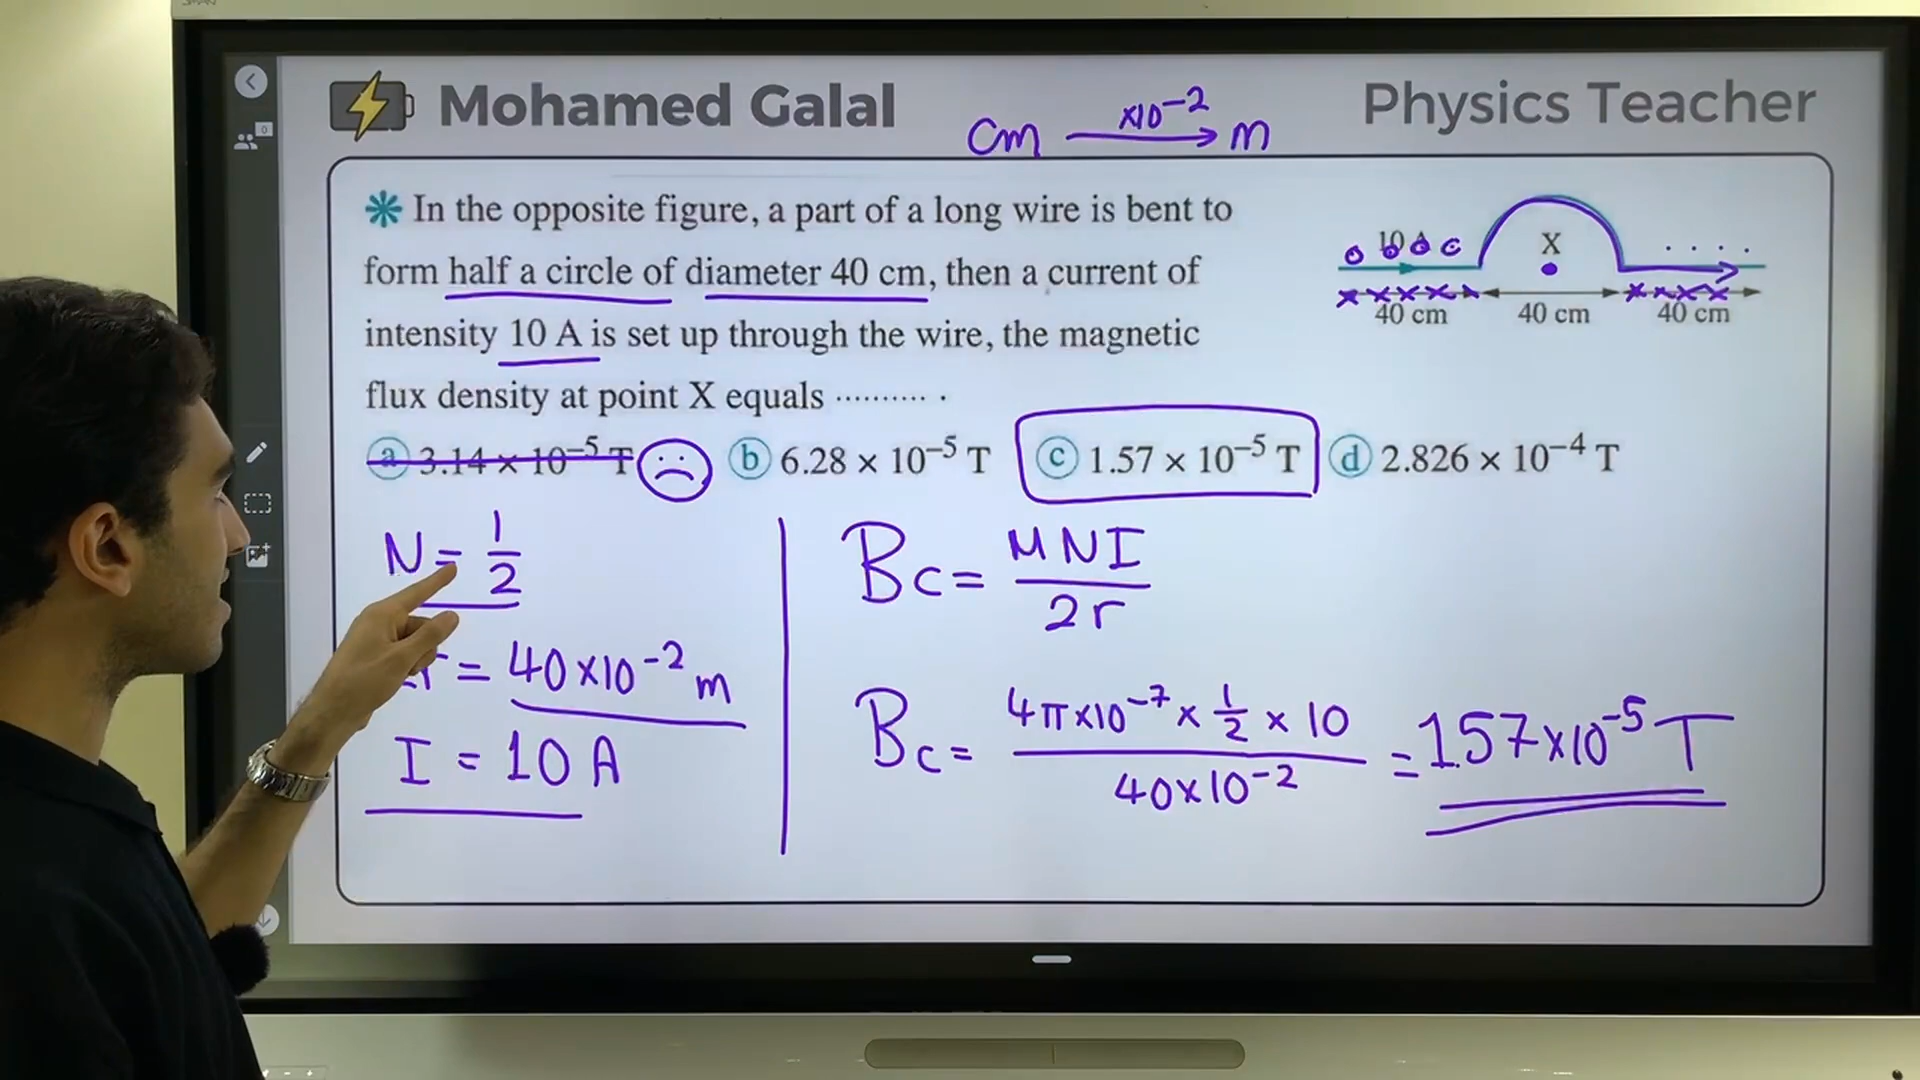 Mohamed Galal
Physics Teacher
cm ×10⁻² m
In the opposite figure, a part of a long wire is bent to
form half a circle of diameter 40 cm, then a current of
intensity 10 A is set up through the wire, the magnetic
flux density at point X equals .......... .
10 A
X
40 cm 40 cm 40 cm
a 3.14 × 10⁻⁵ T b 6.28 × 10⁻⁵ T c 1.57 × 10⁻⁵ T d 2.826 × 10⁻⁴ T
N = 1/2
r = 40×10⁻² m
I = 10 A
Bc = MNI / 2r
Bc = 4π×10⁻⁷ × 1/2 × 10 / 40×10⁻² = 1.57×10⁻⁵ T